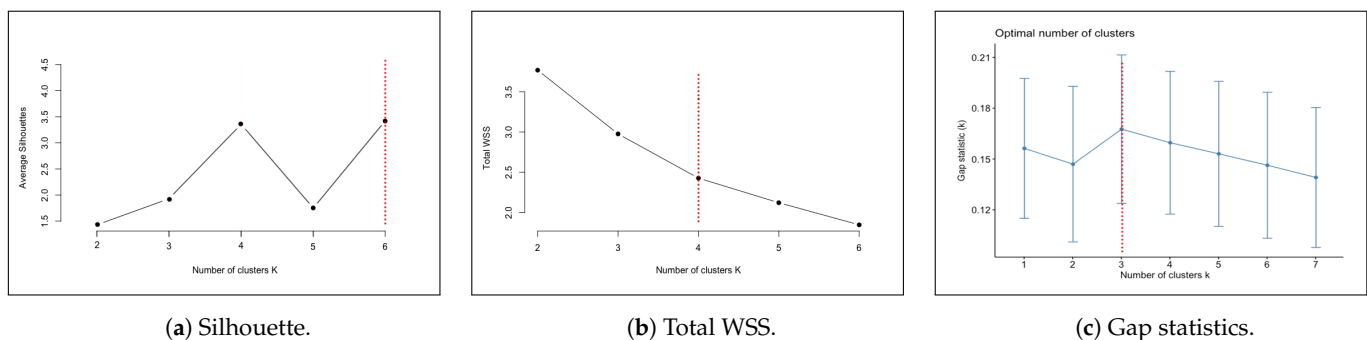 Average Silhouettes
4.5
4.0
3.5
3.0
2.5
2.0
1.5
2 3 4 5 6
Number of clusters K
(a) Silhouette.
Total WSS
3.5
3.0
2.5
2.0
2 3 4 5 6
Number of clusters K
(b) Total WSS.
Optimal number of clusters
Gap statistic (k)
0.21
0.18
0.15
0.12
1 2 3 4 5 6 7
Number of clusters k
(c) Gap statistics.